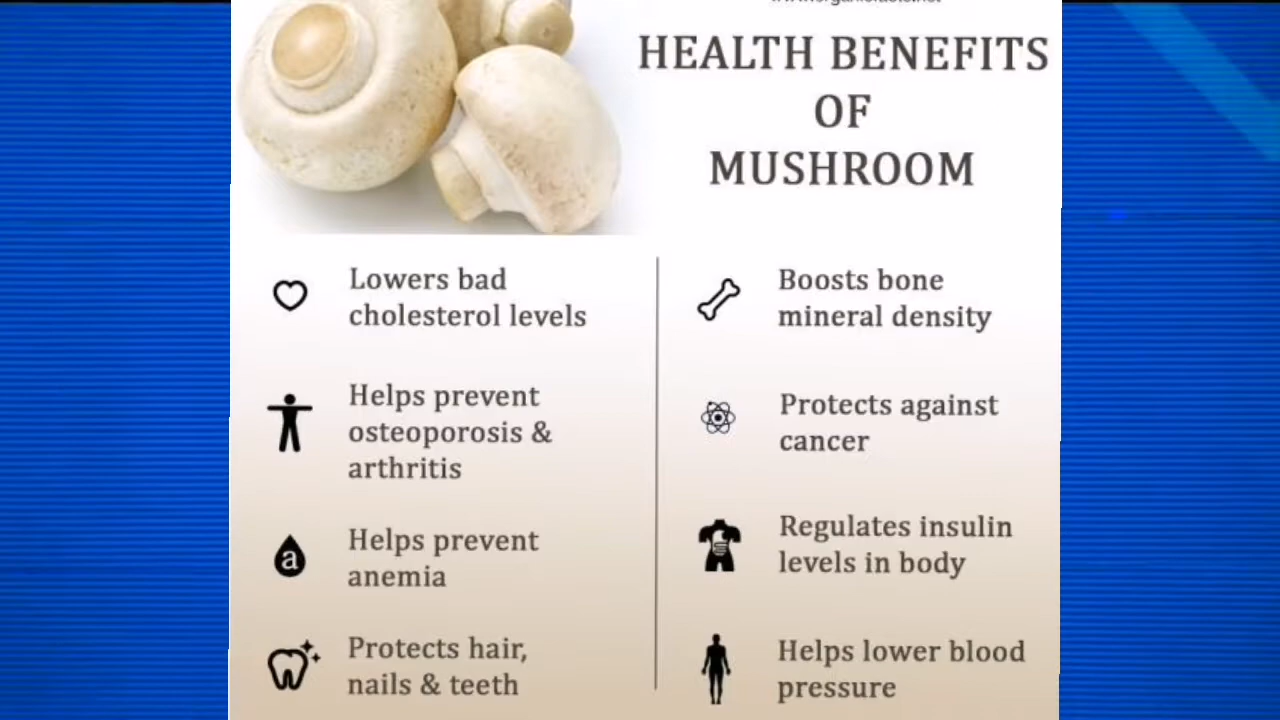 HEALTH BENEFITS
OF
MUSHROOM
Lowers bad
cholesterol levels
Helps prevent
osteoporosis &
arthritis
a
Helps prevent
anemia
Protects hair,
nails & teeth
Boosts bone
mineral density
Protects against
cancer
Regulates insulin
levels in body
Helps lower blood
pressure